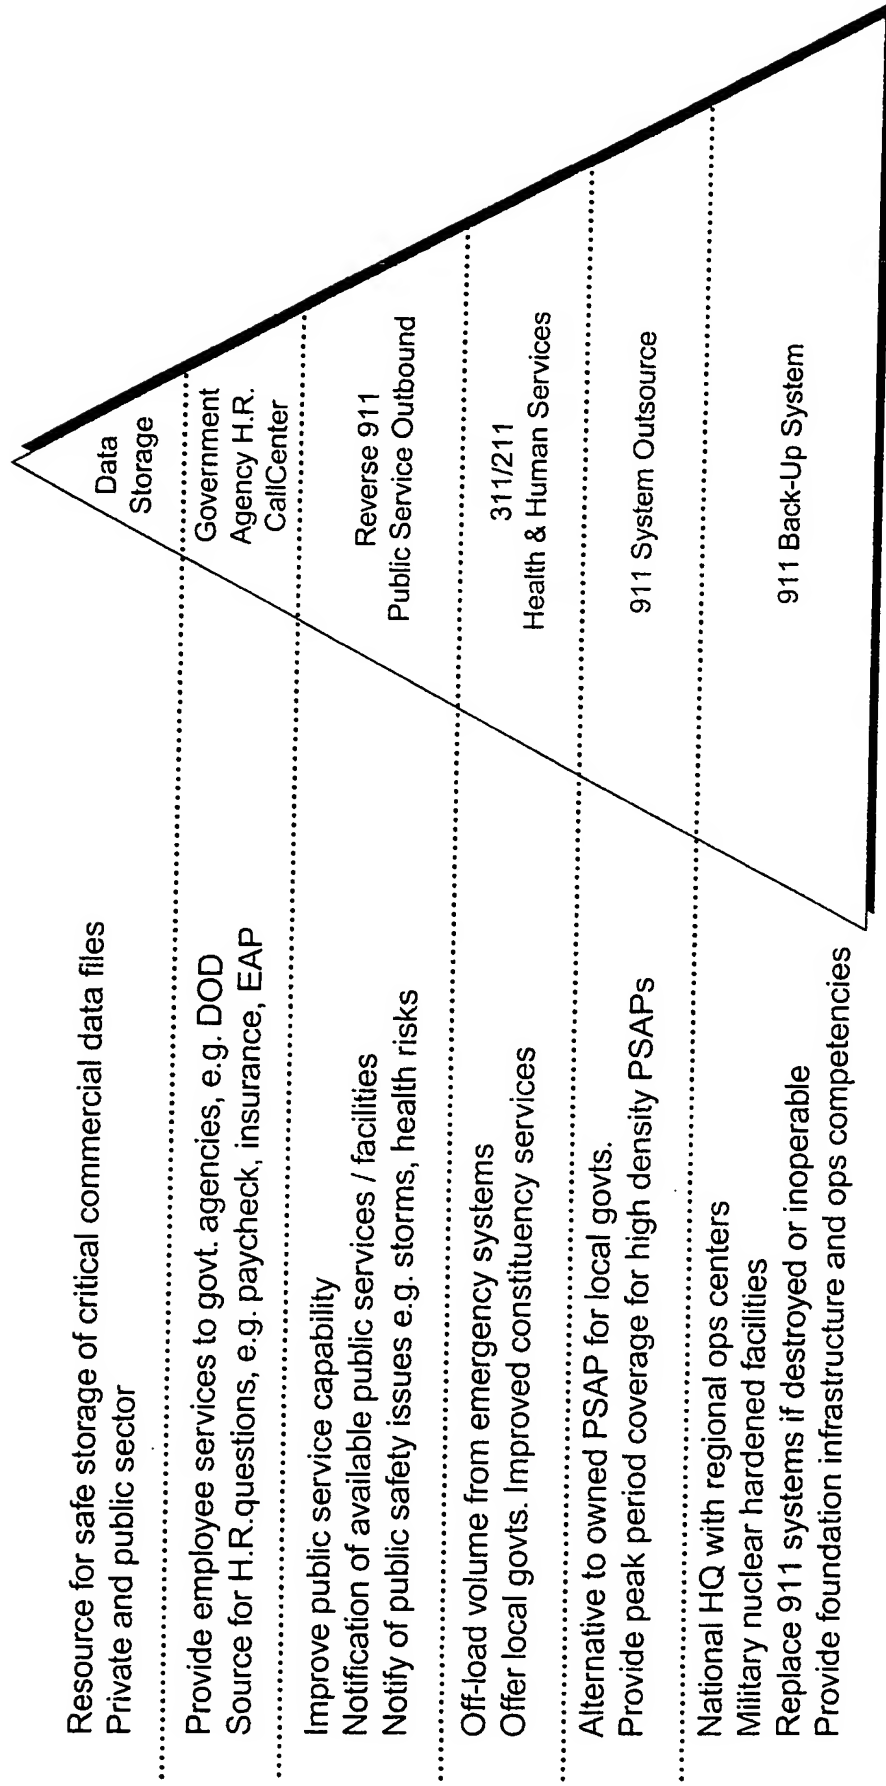 Resource for safe storage of critical commercial data files
Private and public sector
Data
Storage
Provide employee services to govt. agencies, e.g. DOD
Source for H.R.questions, e.g. paycheck, insurance, EAP
Government
Agency H.R.
CallCenter
Improve public service capability
Notification of available public services / facilities
Notify of public safety issues e.g. storms, health risks
Reverse 911
Public Service Outbound
Off-load volume from emergency systems
Offer local govts. Improved constituency services
311/211
Health & Human Services
Alternative to owned PSAP for local govts.
Provide peak period coverage for high density PSAPs
911 System Outsource
National HQ with regional ops centers
Military nuclear hardened facilities
Replace 911 systems if destroyed or inoperable
Provide foundation infrastructure and ops competencies
911 Back-Up System